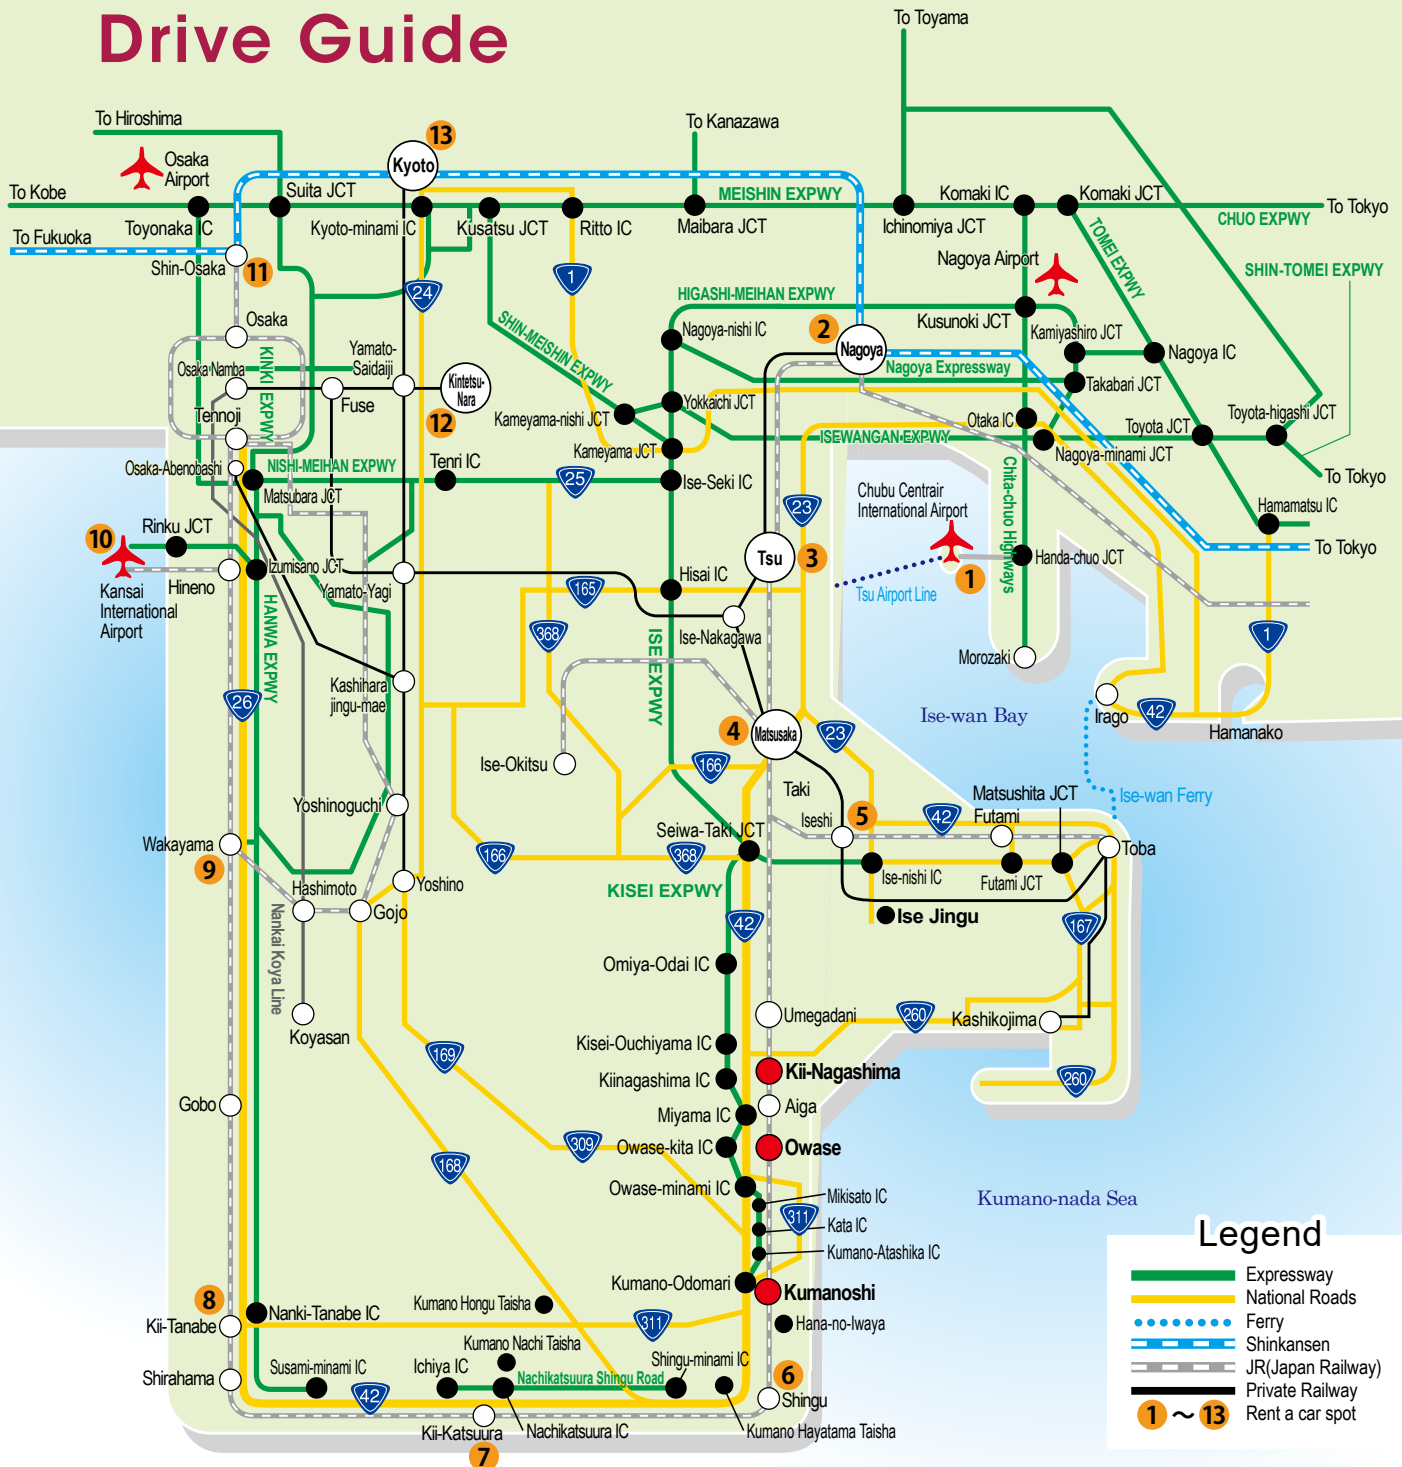 Drive Guide
To Toyama
To Hiroshima
13
To Kanazawa
Osaka
Airport
Kyoto
To Kobe
Suita JCT
MEISHIN EXPWY
Komaki IC
Komaki JCT
To Tokyo
Toyonaka IC
Kyoto-minami IC
Kusatsu JCT
Ritto IC
Maibara JCT
Ichinomiya JCT
CHUO EXPWY
To Fukuoka
TOMEI EXPWY
Shin-Osaka
11
1
Nagoya Airport
SHIN-TOMEI EXPWY
24
HIGASHI-MEIHAN EXPWY
Osaka
SHIN-MEISHIN EXPWY
Nagoya-nishi IC
2
Kusunoki JCT
Kamiyashiro JCT
KINKI EXPWY
Yamato-
Saidaiji
Nagoya
Nagoya IC
Osaka Namba
Kintetsu-
Nara
Nagoya Expressway
Takabari JCT
Fuse
Tennoji
12
Kameyama-nishi JCT
Yokkaichi JCT
Otaka IC
Toyota-higashi JCT
ISEWANGAN EXPWY
Toyota JCT
Kameyama JCT
Nagoya-minami JCT
Osaka-Abenobashi
NISHI-MEIHAN EXPWY
Tenri IC
25
Ise-Seki IC
Chita-chuo Highways
To Tokyo
Matsubara JCT
Chubu Centrair
International Airport
Hamamatsu IC
23
10
Rinku JCT
To Tokyo
Tsu
3
Izumisano JCT
Handa-chuo JCT
Hineno
Kansai
International
Airport
Yamato-Yagi
165
Hisai IC
1
Tsu Airport Line
HANWA EXPWY
368
Ise-Nakagawa
1
ISE EXPWY
Morozaki
Kashihara
jingu-mae
26
Ise-wan Bay
Irago
42
Hamanako
4
Matsusaka
23
Ise-Okitsu
166
Taki
Matsushita JCT
Ise-wan Ferry
Yoshinoguchi
Iseshi
5
42
Futami
Wakayama
Seiwa-Taki JCT
Toba
166
368
9
Ise-nishi IC
Futami JCT
Hashimoto
Yoshino
KISEI EXPWY
Gojo
Nankai Koya Line
42
Ise Jingu
167
Omiya-Odai IC
Umegadani
260
Kashikojima
Koyasan
Kisei-Ouchiyama IC
169
Kii-Nagashima
Kiinagashima IC
260
Gobo
Aiga
Miyama IC
309
Owase-kita IC
Owase
168
Owase-minami IC
Mikisato IC
Kumano-nada Sea
311
Kata IC
Legend
Kumano-Atashika IC
Expressway
Kumano-Odomari
Kumanoshi
National Roads
8
Nanki-Tanabe IC
Kumano Hongu Taisha
Ferry
Kii-Tanabe
311
Hana-no-Iwaya
Shinkansen
Kumano Nachi Taisha
JR(Japan Railway)
Susami-minami IC
Ichiya IC
Shingu-minami IC
Shirahama
Nachikatsuura Shingu Road
6
Private Railway
42
Shingu
1 ～ 13 Rent a car spot
Kii-Katsuura
Nachikatsuura IC
Kumano Hayatama Taisha
7